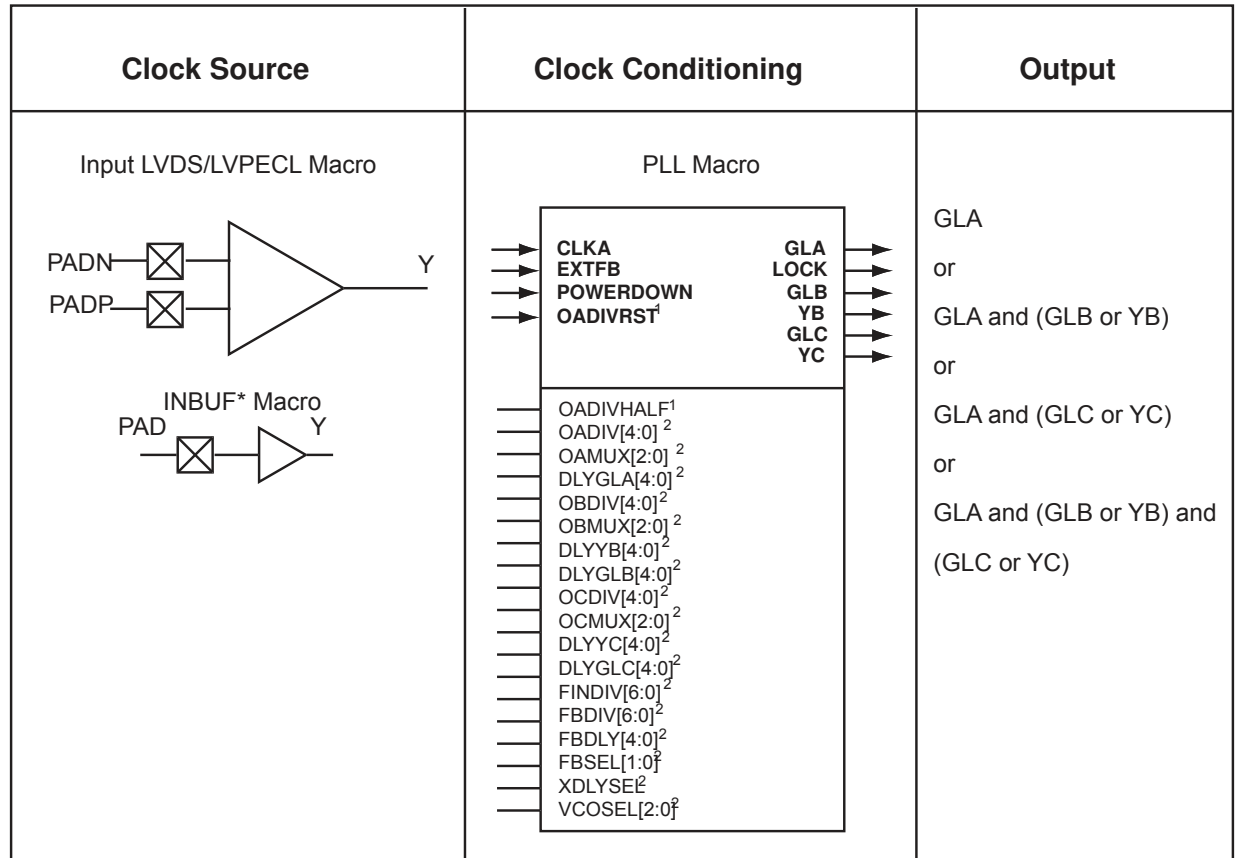 Clock Source
Clock Conditioning
Output
Input LVDS/LVPECL Macro
PADN
PADP
Y
INBUF* Macro
PAD
Y
PLL Macro
CLKA
EXTFB
POWERDOWN
OADIVRST1
GLA
LOCK
GLB
YB
GLC
YC
OADIVHALF1
OADIV[4:0] 2
OAMUX[2:0] 2
DLYGLA[4:0] 2
OBDIV[4:0] 2
OBMUX[2:0] 2
DLYYB[4:0] 2
DLYGLB[4:0] 2
OCDIV[4:0] 2
OCMUX[2:0] 2
DLYYC[4:0] 2
DLYGLC[4:0] 2
FINDIV[6:0] 2
FBDIV[6:0] 2
FBDLY[4:0] 2
FBSEL[1:0] 2
XDLYSEL 2
VCOSEL[2:0] 2
GLA
or
GLA and (GLB or YB)
or
GLA and (GLC or YC)
or
GLA and (GLB or YB) and
(GLC or YC)